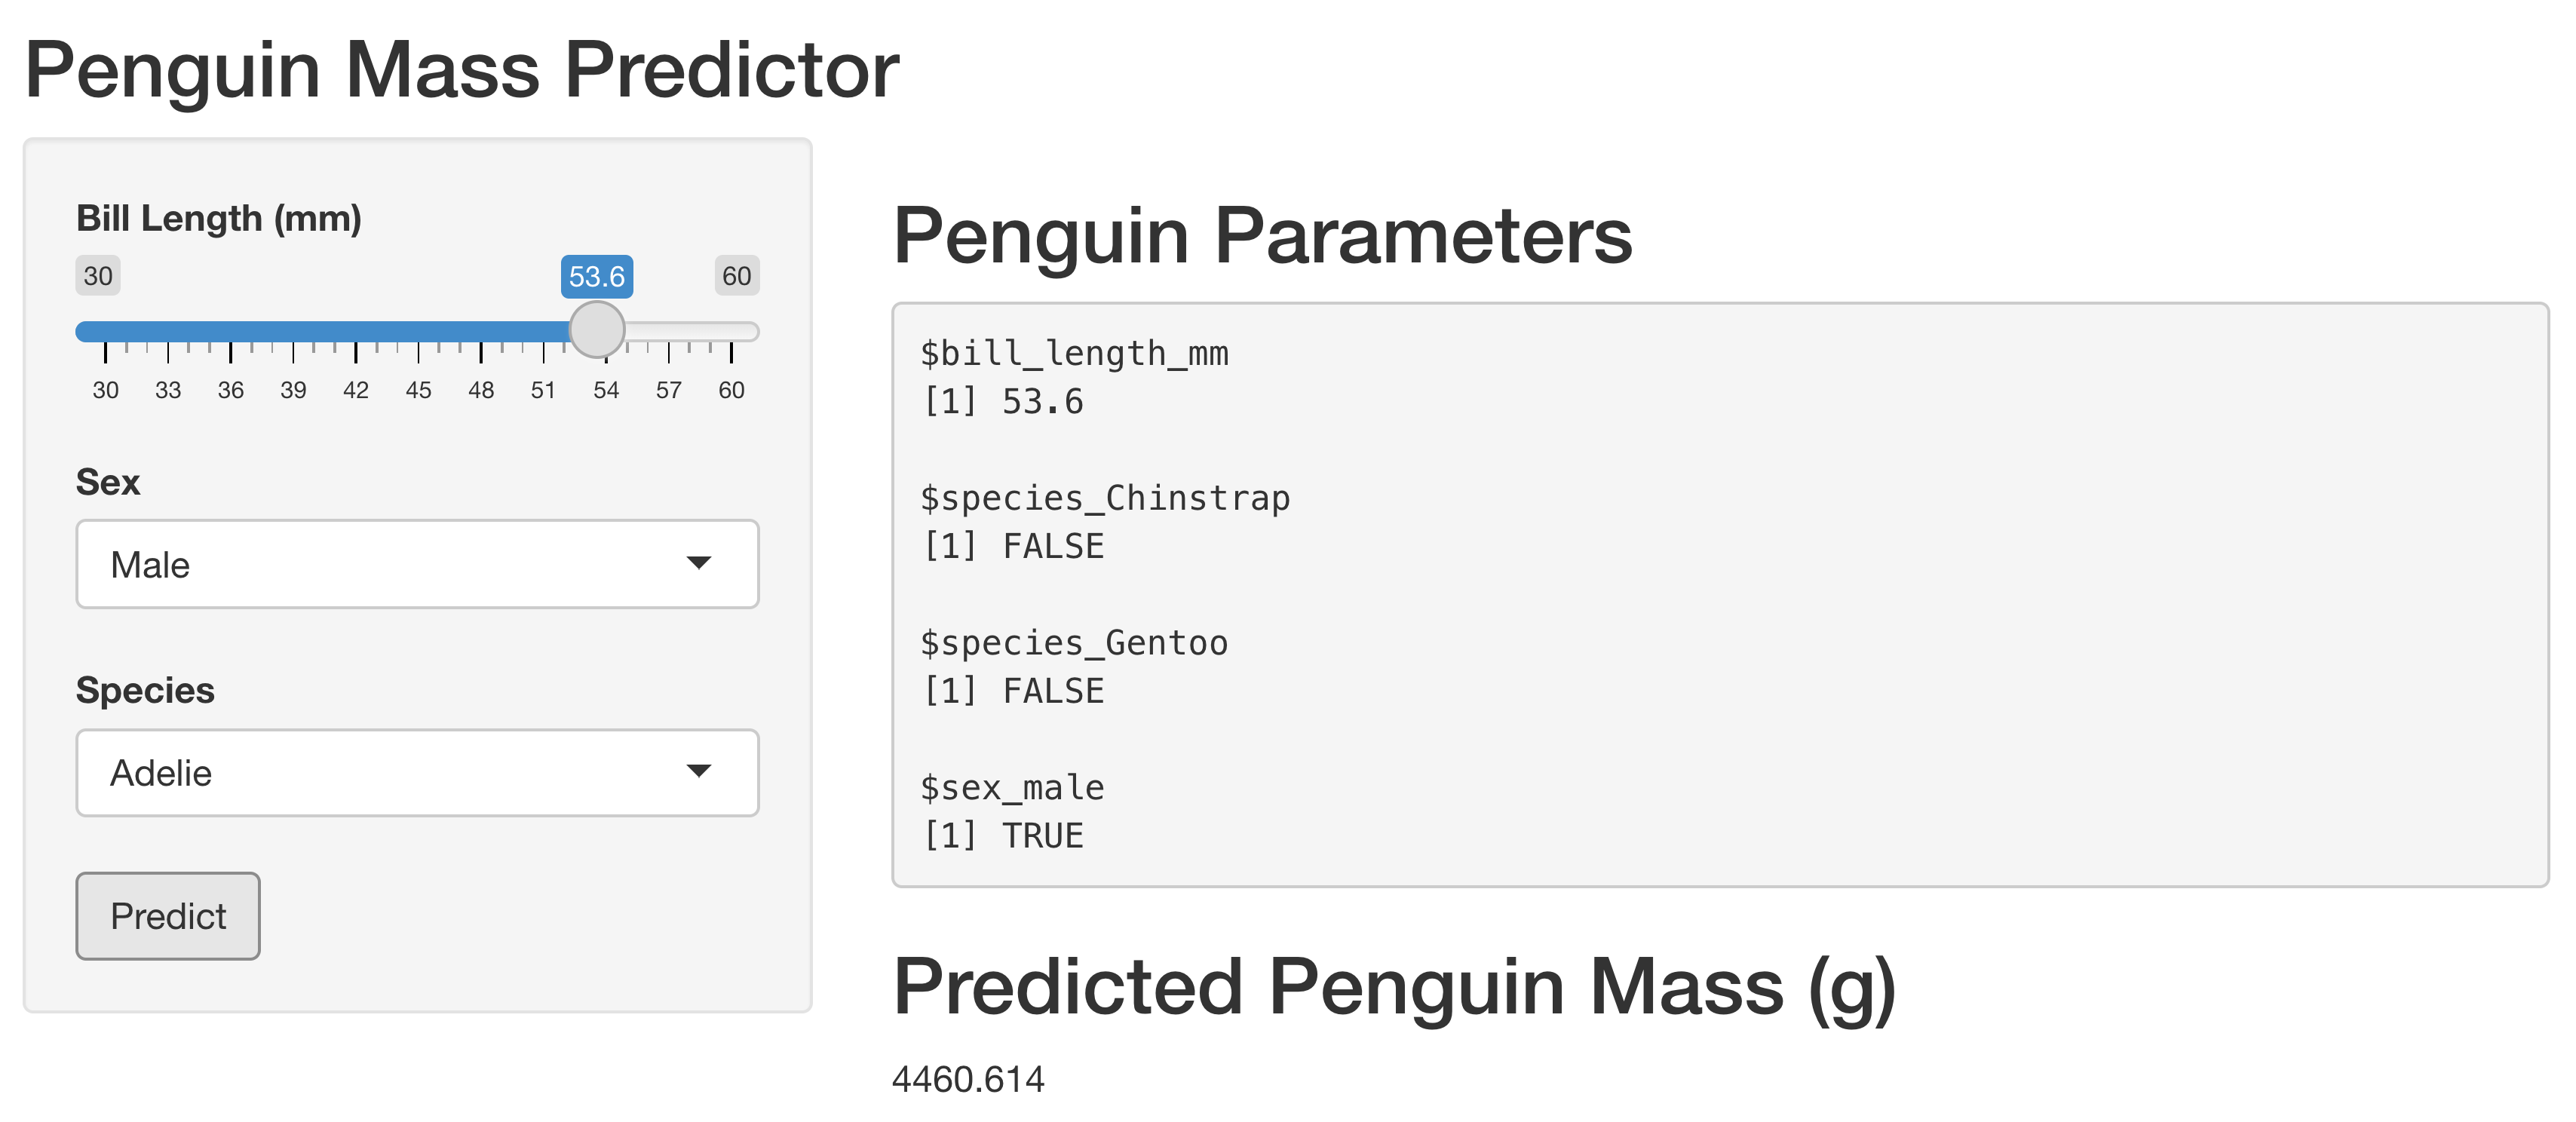 Penguin Mass Predictor
Bill Length (mm)
30 53.6 60
30 33 36 39 42 45 48 51 54 57 60
Sex
Male
Species
Adelie
Predict
Penguin Parameters
$bill_length_mm
[1] 53.6
$species_Chinstrap
[1] FALSE
$species_Gentoo
[1] FALSE
$sex_male
[1] TRUE
Predicted Penguin Mass (g)
4460.614